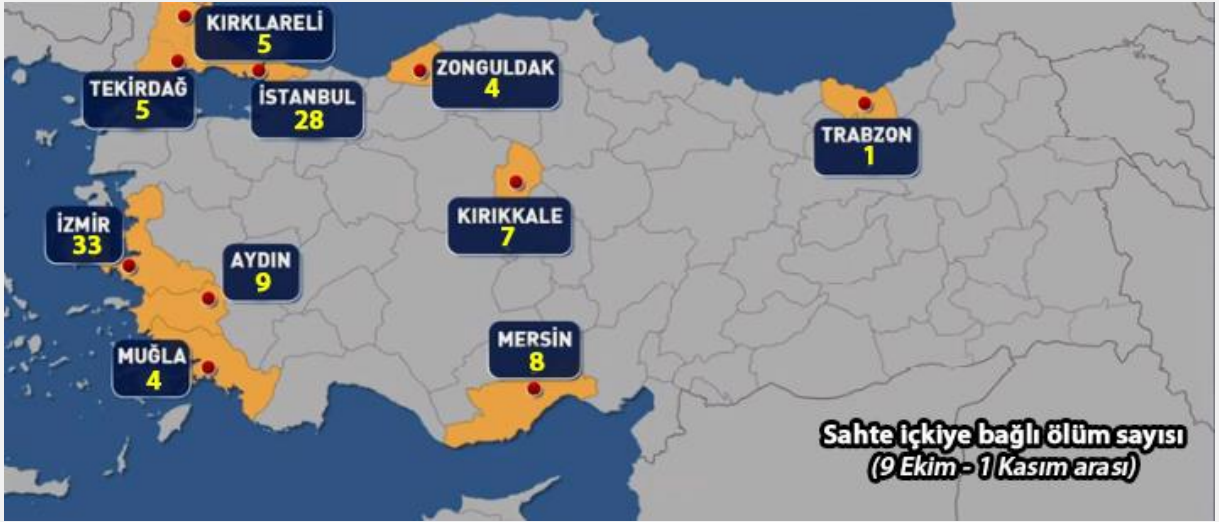 KIRKLARELİ
5
TEKİRDAĞ
5
İSTANBUL
28
ZONGULDAK
4
TRABZON
1
KIRIKKALE
7
İZMİR
33
AYDIN
9
MUĞLA
4
MERSİN
8
Sahte içkiye bağlı ölüm sayısı
(9 Ekim - 1 Kasım arası)